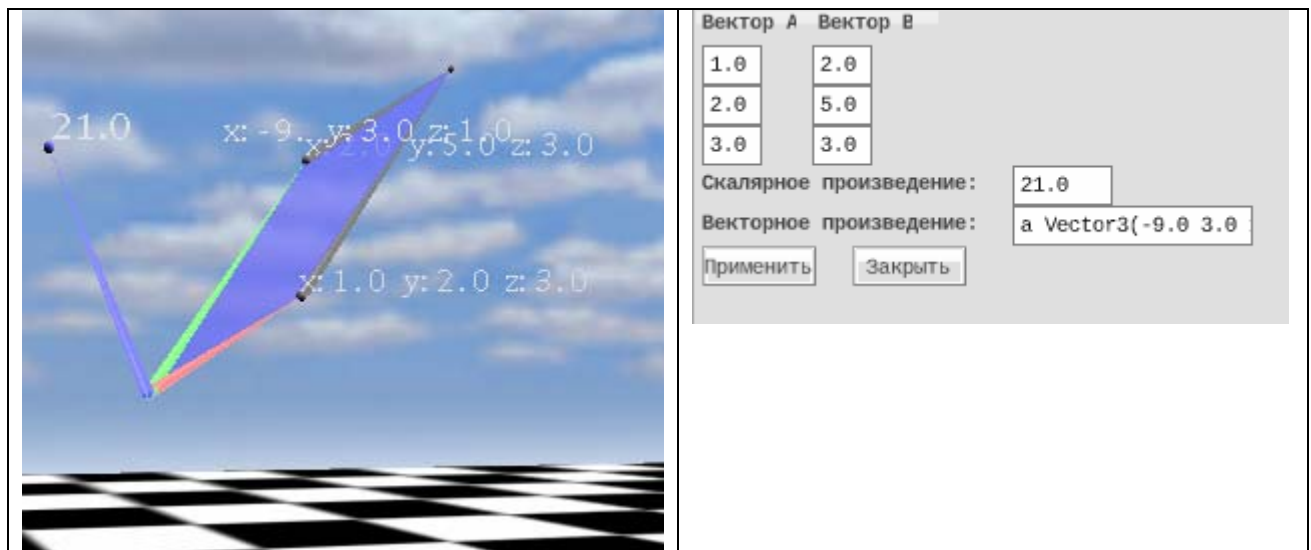 21.0
x: -9. y: 3.0 z: 1.0
x: 2.0 y: 5.0 z: 3.0
x: 1.0 y: 2.0 z: 3.0
Вектор A Вектор B
1.0 2.0
2.0 5.0
3.0 3.0
Скалярное произведение: 21.0
Векторное произведение: a Vector3(-9.0 3.0
Применить Закрыть